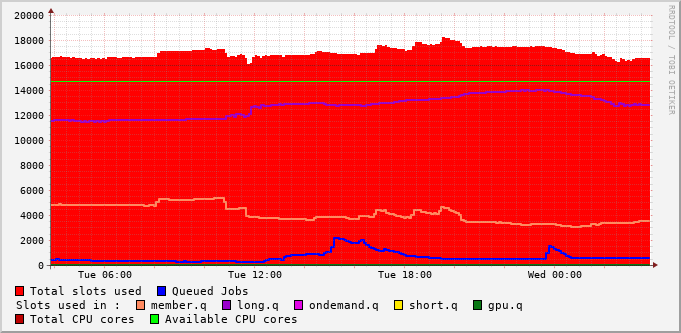 20000
18000
16000
14000
12000
10000
8000
6000
4000
2000
0
Tue 06:00 Tue 12:00 Tue 18:00 Wed 00:00
RRDTOOL / TOBI OETIKER
Total slots used Queued Jobs
Slots used in : member.q long.q ondemand.q short.q gpu.q
Total CPU cores Available CPU cores